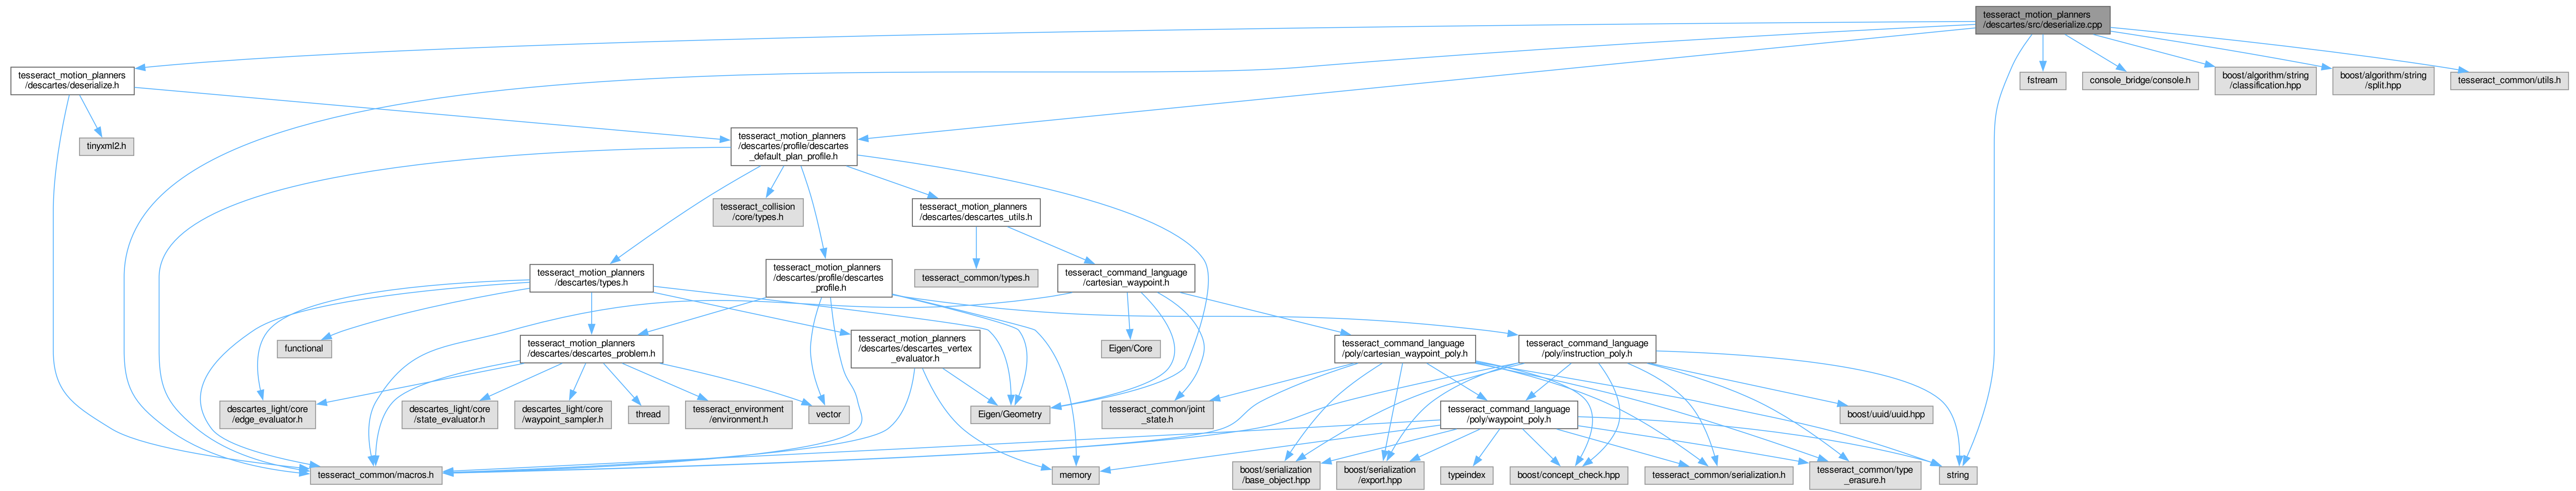 tesseract_motion_planners
/descartes/src/deserialize.cpp
tesseract_motion_planners
/descartes/deserialize.h
fstream
console_bridge/console.h
boost/algorithm/string
/classification.hpp
boost/algorithm/string
/split.hpp
tesseract_common/utils.h
tinyxml2.h
tesseract_motion_planners
/descartes/profile/descartes
_default_plan_profile.h
tesseract_collision
/core/types.h
tesseract_motion_planners
/descartes/descartes_utils.h
tesseract_motion_planners
/descartes/types.h
tesseract_motion_planners
/descartes/profile/descartes
_profile.h
tesseract_common/types.h
tesseract_command_language
/cartesian_waypoint.h
functional
tesseract_motion_planners
/descartes/descartes_problem.h
tesseract_motion_planners
/descartes/descartes_vertex
_evaluator.h
Eigen/Core
tesseract_command_language
/poly/cartesian_waypoint_poly.h
tesseract_command_language
/poly/instruction_poly.h
descartes_light/core
/edge_evaluator.h
descartes_light/core
/state_evaluator.h
descartes_light/core
/waypoint_sampler.h
thread
tesseract_environment
/environment.h
vector
Eigen/Geometry
tesseract_common/joint
_state.h
tesseract_command_language
/poly/waypoint_poly.h
boost/uuid/uuid.hpp
tesseract_common/macros.h
memory
boost/serialization
/base_object.hpp
boost/serialization
/export.hpp
typeindex
boost/concept_check.hpp
tesseract_common/serialization.h
tesseract_common/type
_erasure.h
string